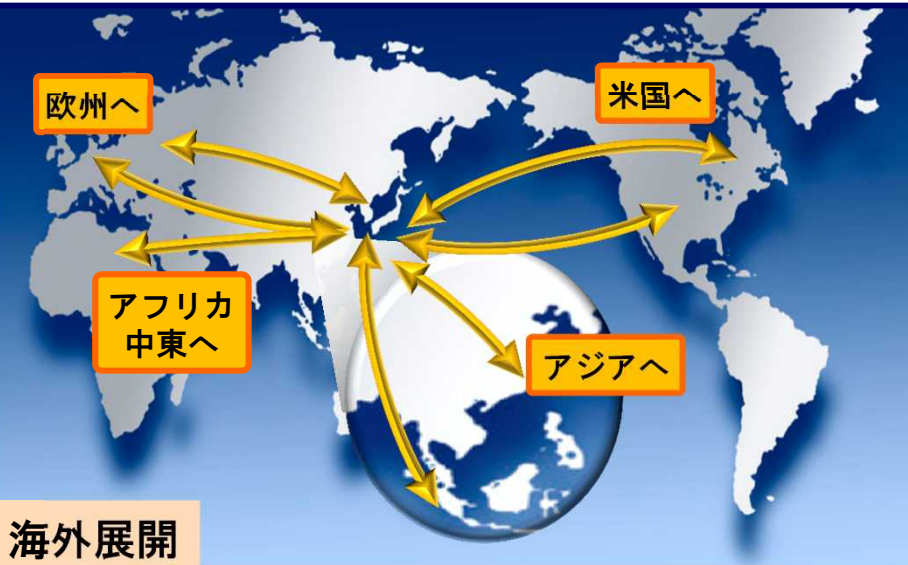 欧州へ
米国へ
アフリカ
中東へ
アジアへ
海外展開